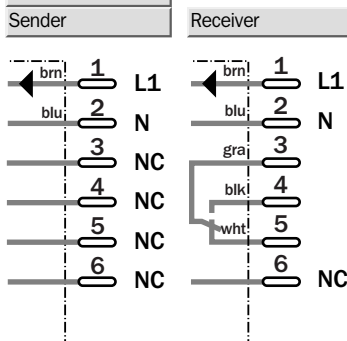 Sender
Receiver
brn 1 L1
blu 2 N
3 NC
4 NC
5 NC
6 NC
brn 1 L1
blu 2 N
gra 3
blk 4
wht 5
6 NC